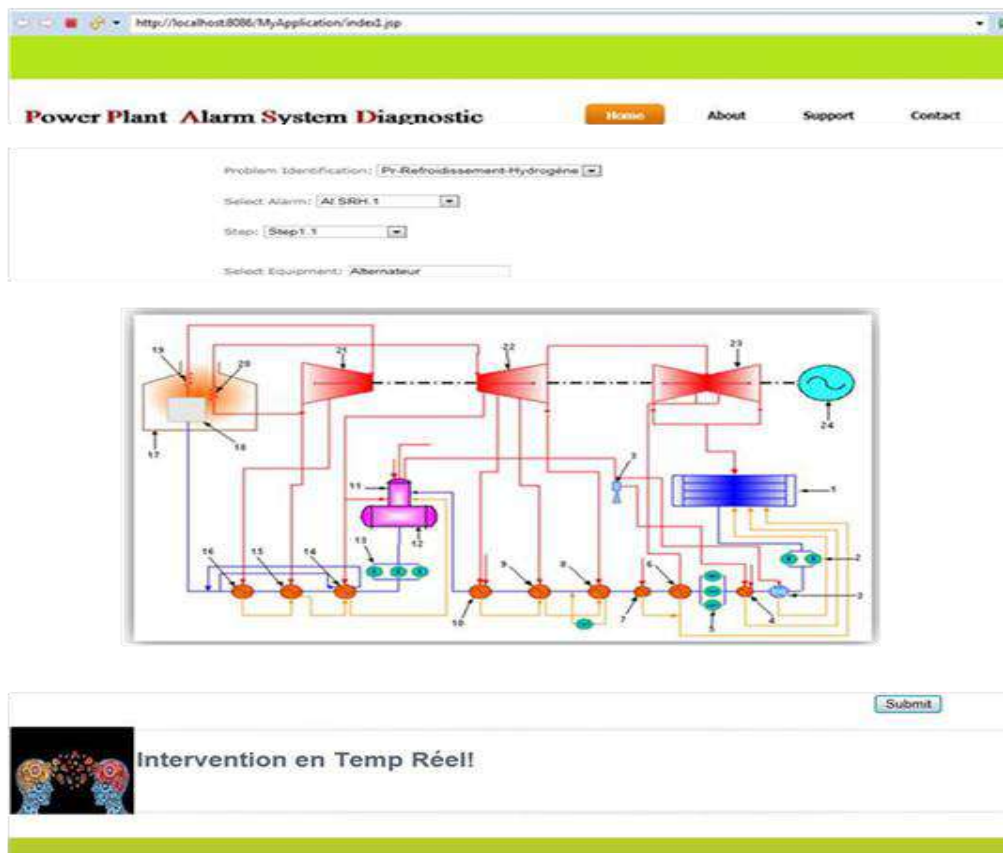 http://localhost:8086/MyApplication/index1.jsp
Power Plant Alarm System Diagnostic
Home About Support Contact
Problem Identification: Pr-Refroidissement-Hydrogéne
Select Alarm: Al.SRH.1
Step: Step1.1
Select Equipment: Alternateur
19
20
21
22
23
24
17
18
11
12
3
1
13
2
16
15
14
9
8
6
10
7
5
4
3
Submit
Intervention en Temp Réel!